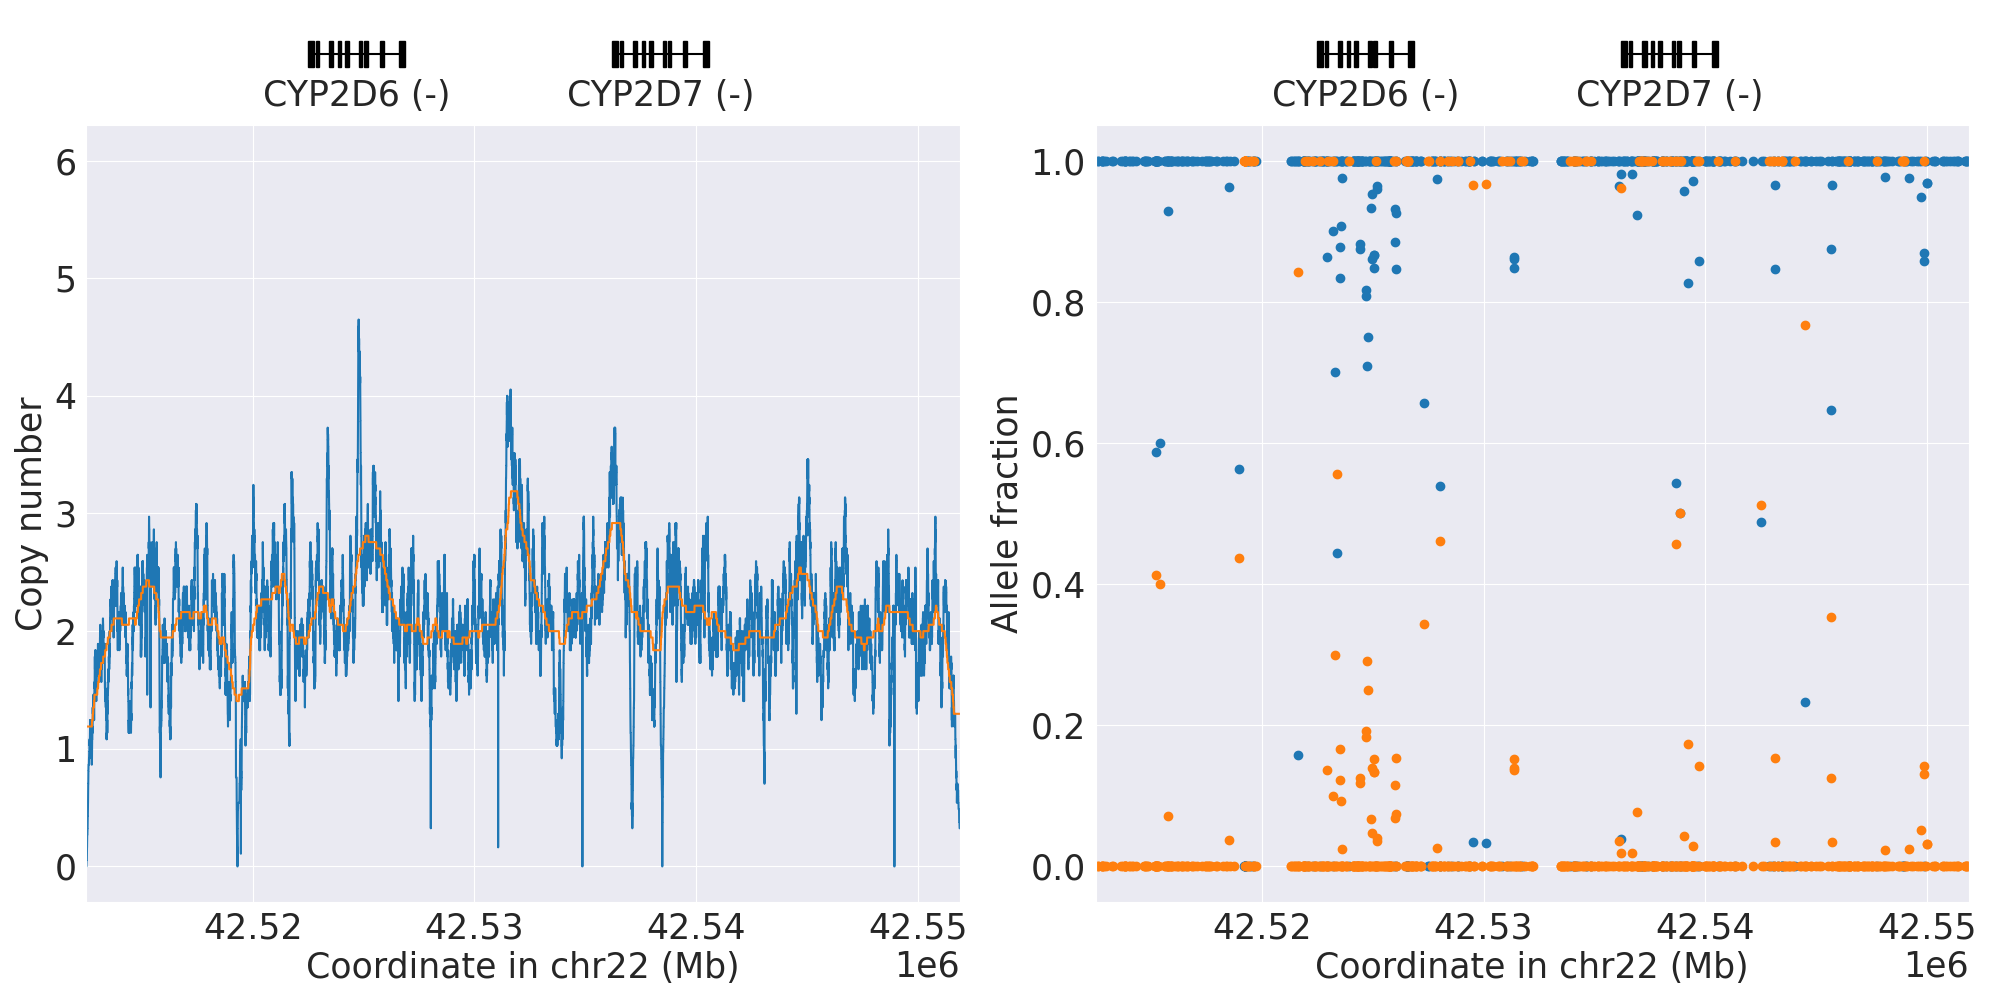 CYP2D6 (-) CYP2D7 (-)
6
5
4
3
2
1
0
Copy number
42.52 42.53 42.54 42.55
Coordinate in chr22 (Mb)
1e6
CYP2D6 (-) CYP2D7 (-)
1.0
0.8
0.6
0.4
0.2
0.0
Allele fraction
42.52 42.53 42.54 42.55
Coordinate in chr22 (Mb)
1e6